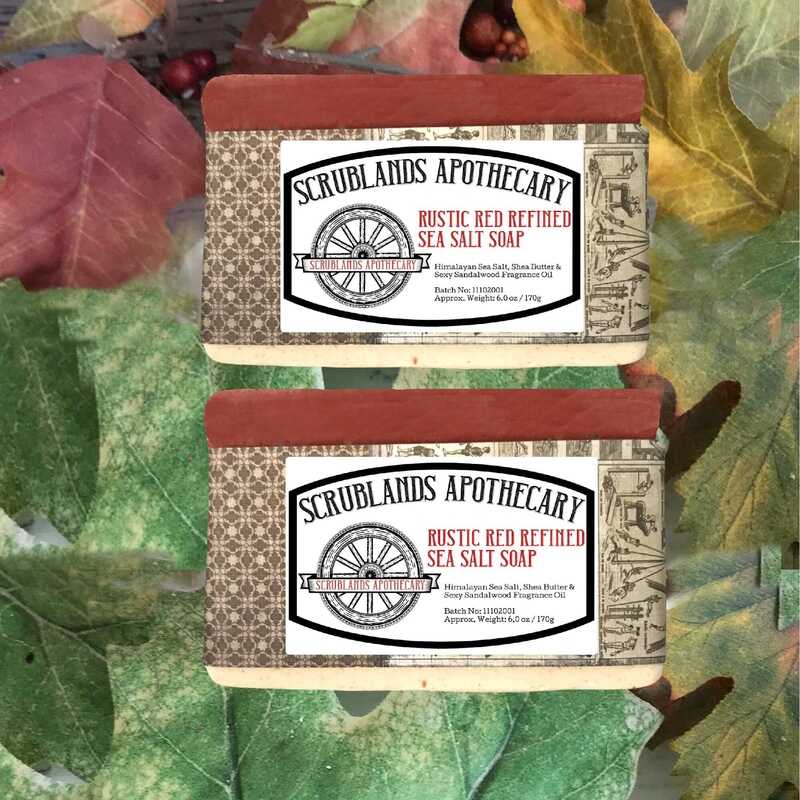 SCRUBLANDS APOTHECARY
RUSTIC RED REFINED
SEA SALT SOAP
SCRUBLANDS APOTHECARY
Himalayan Sea Salt, Shea Butter &
Sexy Sandalwood Fragrance Oil
Batch No: 11102001
Approx. Weight: 6.0 oz / 170g
SCRUBLANDS APOTHECARY
RUSTIC RED REFINED
SEA SALT SOAP
SCRUBLANDS APOTHECARY
Himalayan Sea Salt, Shea Butter &
Sexy Sandalwood Fragrance Oil
Batch No: 11102001
Approx. Weight: 6.0 oz / 170g